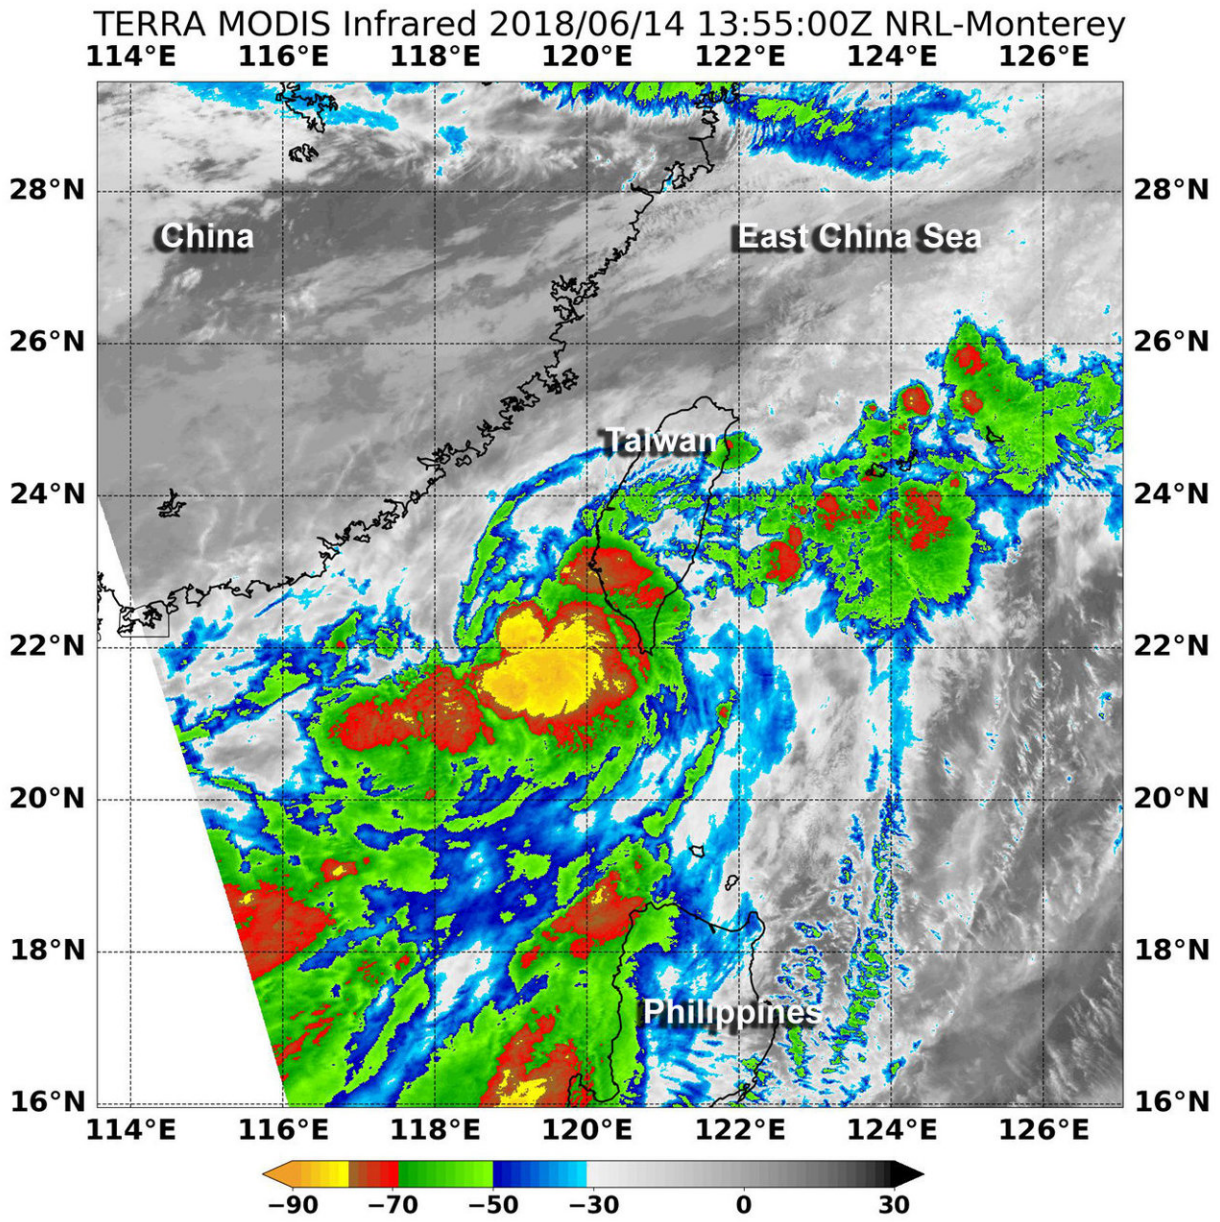 TERRA MODIS Infrared 2018/06/14 13:55:00Z NRL-Monterey
114°E 116°E 118°E 120°E 122°E 124°E 126°E
28°N 28°N
China East China Sea
26°N 26°N
Taiwan
24°N 24°N
22°N 22°N
20°N 20°N
18°N 18°N
Philippines
16°N 16°N
114°E 116°E 118°E 120°E 122°E 124°E 126°E
−90 −70 −50 −30 0 30